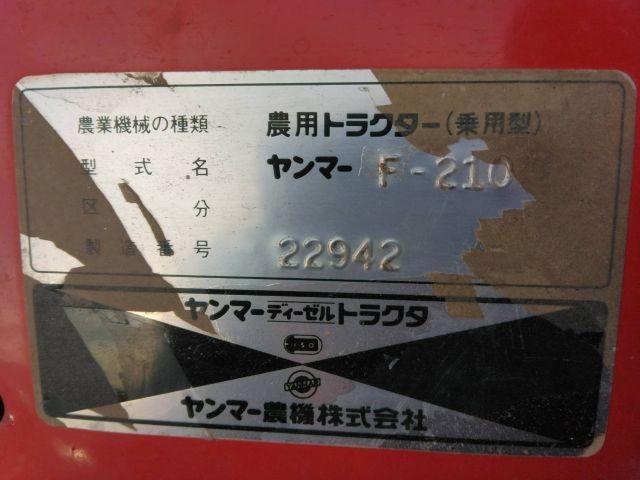 農業機械の種類 農用トラクター(乗用型)
型式名 ヤンマー F-210
区分
製造番号 22942
ヤンマーディーゼルトラクタ
ISO
YANMAR
ヤンマー農機株式会社